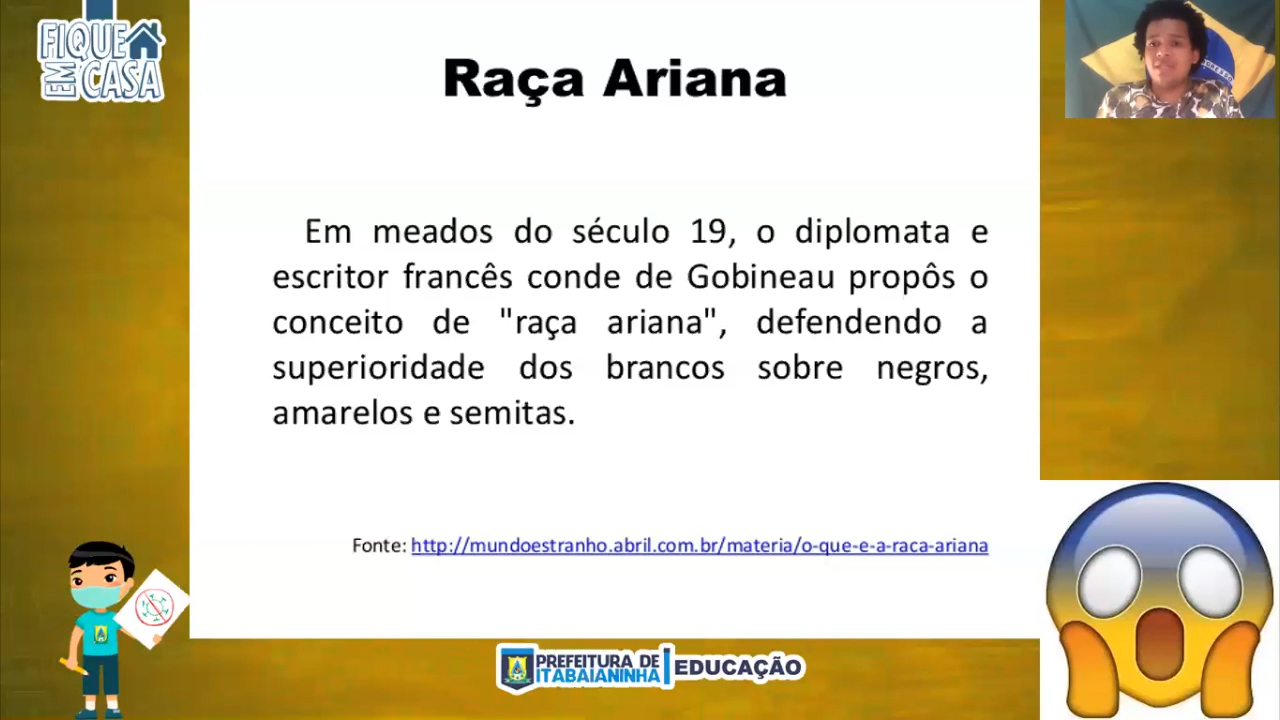 FIQUE
EM CASA
Raça Ariana
Em meados do século 19, o diplomata e
escritor francês conde de Gobineau propôs o
conceito de "raça ariana", defendendo a
superioridade dos brancos sobre negros,
amarelos e semitas.
Fonte: http://mundoestranho.abril.com.br/materia/o-que-e-a-raca-ariana
PREFEITURA DE
ITABAIANINHA
EDUCAÇÃO